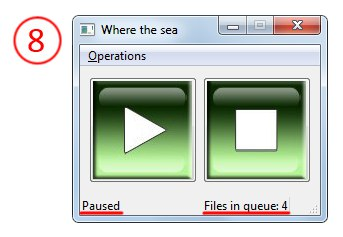 8
Where the sea
Operations
Paused
Files in queue: 4